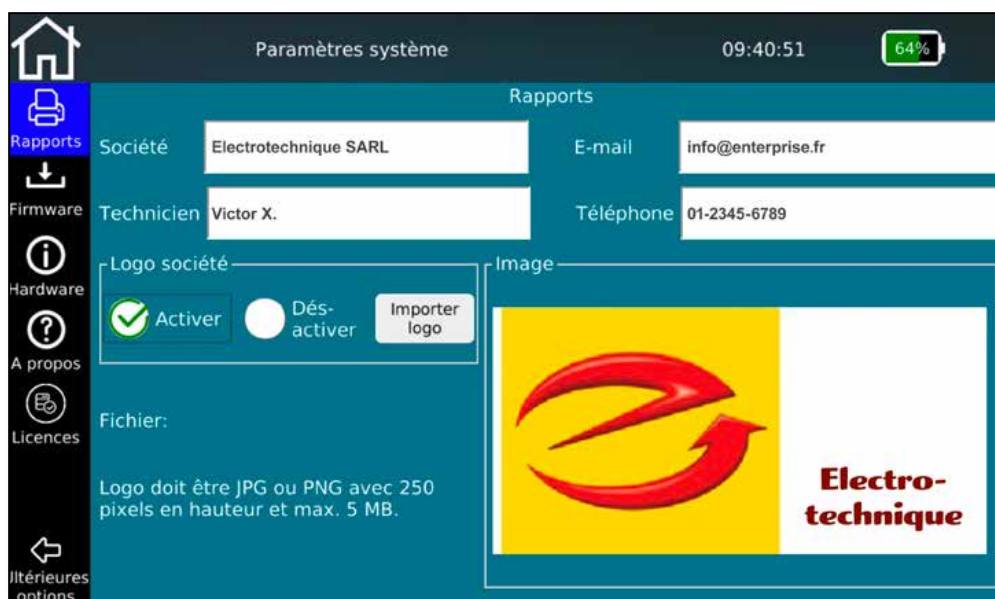 Paramètres système
09:40:51
64%
Rapports
Rapports
Société
Electrotechnique SARL
E-mail
info@enterprise.fr
Firmware
Technicien
Victor X.
Téléphone
01-2345-6789
Hardware
Logo société
Activer
Dés-
activer
Importer
logo
Image
A propos
Licences
Fichier:
Logo doit être JPG ou PNG avec 250
pixels en hauteur et max. 5 MB.
Electro-
technique
ltérieures
options